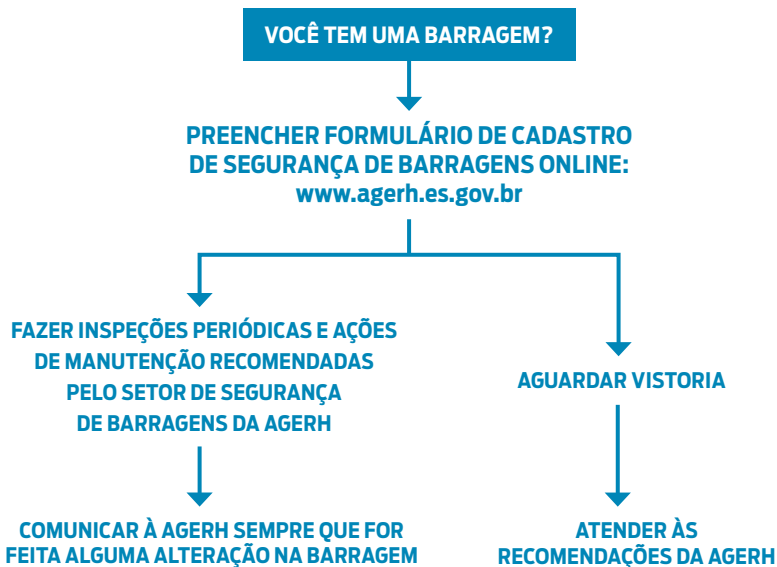 VOCÊ TEM UMA BARRAGEM?
PREENCHER FORMULÁRIO DE CADASTRO
DE SEGURANÇA DE BARRAGENS ONLINE:
www.agerh.es.gov.br
FAZER INSPEÇÕES PERIÓDICAS E AÇÕES
DE MANUTENÇÃO RECOMENDADAS
PELO SETOR DE SEGURANÇA
DE BARRAGENS DA AGERH
AGUARDAR VISTORIA
COMUNICAR À AGERH SEMPRE QUE FOR
FEITA ALGUMA ALTERAÇÃO NA BARRAGEM
ATENDER ÀS
RECOMENDAÇÕES DA AGERH